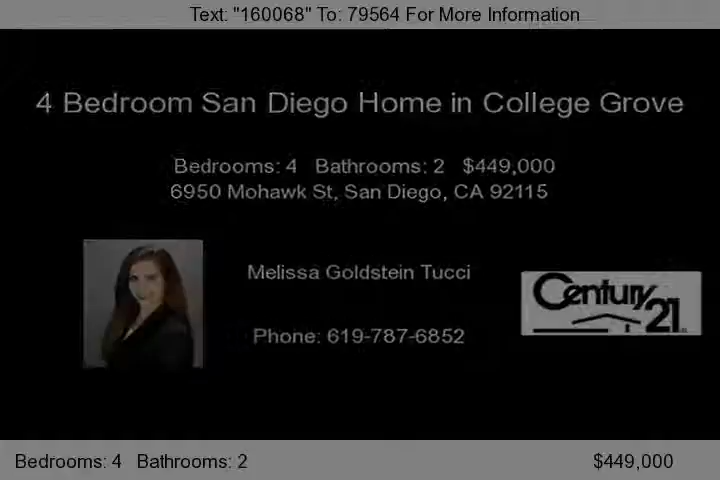 Text: "160068" To: 79564 For More Information
4 Bedroom San Diego Home in College Grove
Bedrooms: 4 Bathrooms: 2 $449,000
6950 Mohawk St, San Diego, CA 92115
Melissa Goldstein Tucci
Century 21
Phone: 619-787-6852
Bedrooms: 4 Bathrooms: 2 $449,000